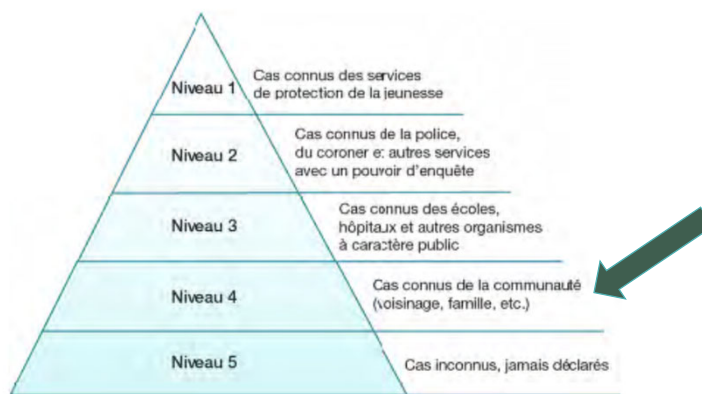 Niveau 1
Cas connus des services
de protection de la jeunesse
Niveau 2
Cas connus de la police,
du coroner et autres services
avec un pouvoir d'enquête
Niveau 3
Cas connus des écoles,
hôpitaux et autres organismes
à caractère public
Niveau 4
Cas connus de la communauté
(voisinage, famille, etc.)
Niveau 5
Cas inconnus, jamais déclarés